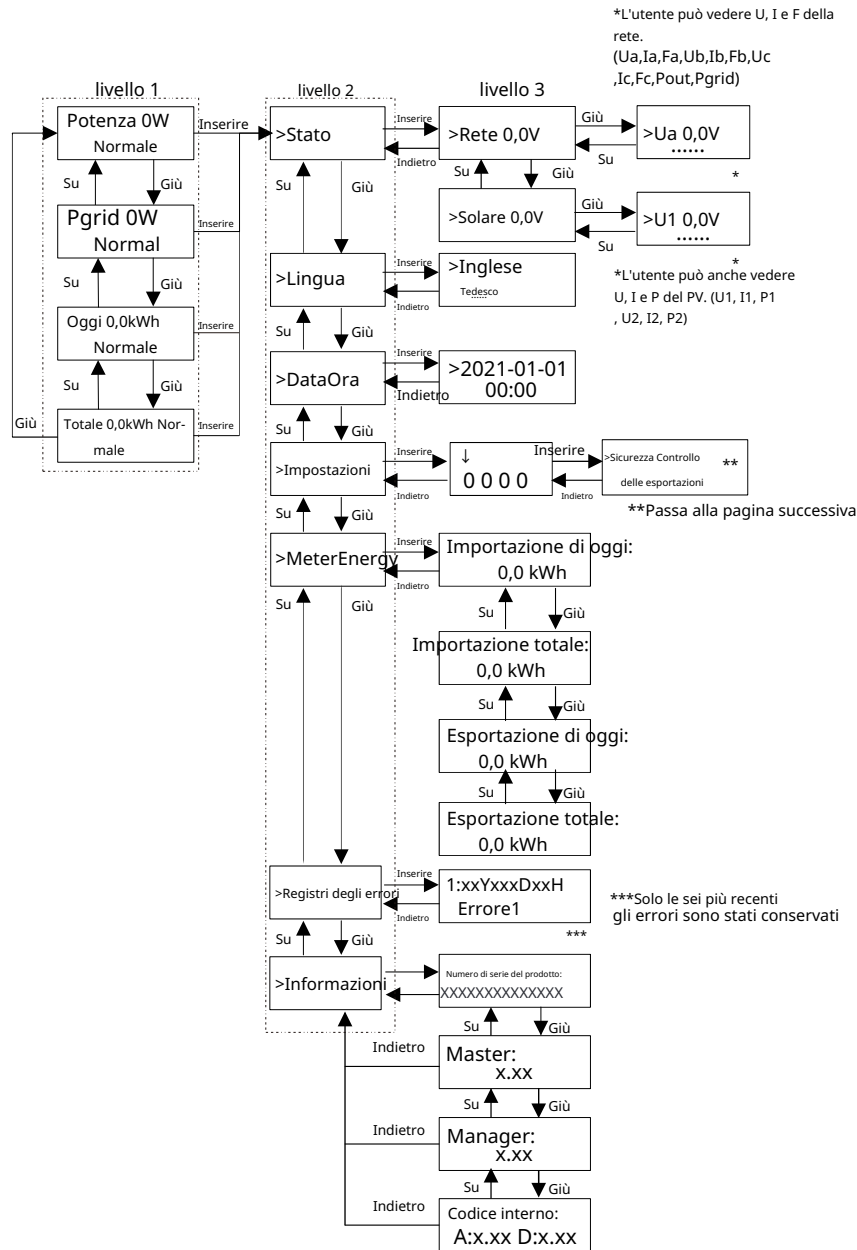 *L'utente può vedere U, I e F della
rete.
(Ua,Ia,Fa,Ub,Ib,Fb,Uc
,Ic,Fc,Pout,Pgrid)
livello 1
livello 2
livello 3
Potenza 0W
Normale
Inserire
>Stato
Inserire
Indietro
>Rete 0,0V
Giù
Su
>Ua 0,0V
......
*
Su
Giù
Su
Giù
Su
Giù
Pgrid 0W
Normal
Inserire
>Solare 0,0V
Giù
Su
>U1 0,0V
......
*
Su
Giù
>Lingua
Inserire
Indietro
>Inglese
Tedesco
......
*L'utente può anche vedere
U, I e P del PV. (U1, I1, P1
, U2, I2, P2)
Oggi 0,0kWh
Normale
Inserire
Su
Giù
Su
Giù
>DataOra
Inserire
Indietro
>2021-01-01
00:00
Giù
Totale 0,0kWh Nor-
male
Inserire
Su
Giù
>Impostazioni
Inserire
Indietro
↓
0 0 0 0
Inserire
Indietro
>Sicurezza Controllo
delle esportazioni
**
**Passa alla pagina successiva
Su
Giù
>MeterEnergy
Inserire
Indietro
Importazione di oggi:
0,0 kWh
Su
Giù
Su
Giù
Importazione totale:
0,0 kWh
Su
Giù
Esportazione di oggi:
0,0 kWh
Su
Giù
Esportazione totale:
0,0 kWh
>Registri degli errori
Inserire
Indietro
1:xxYxxxDxxH
Errore1
***
***Solo le sei più recenti
gli errori sono stati conservati
Su
Giù
>Informazioni
Numero di serie del prodotto:
XXXXXXXXXXXXXX
Su
Giù
Indietro
Master:
x.xx
Su
Giù
Indietro
Manager:
x.xx
Su
Giù
Indietro
Codice interno:
A:x.xx D:x.xx